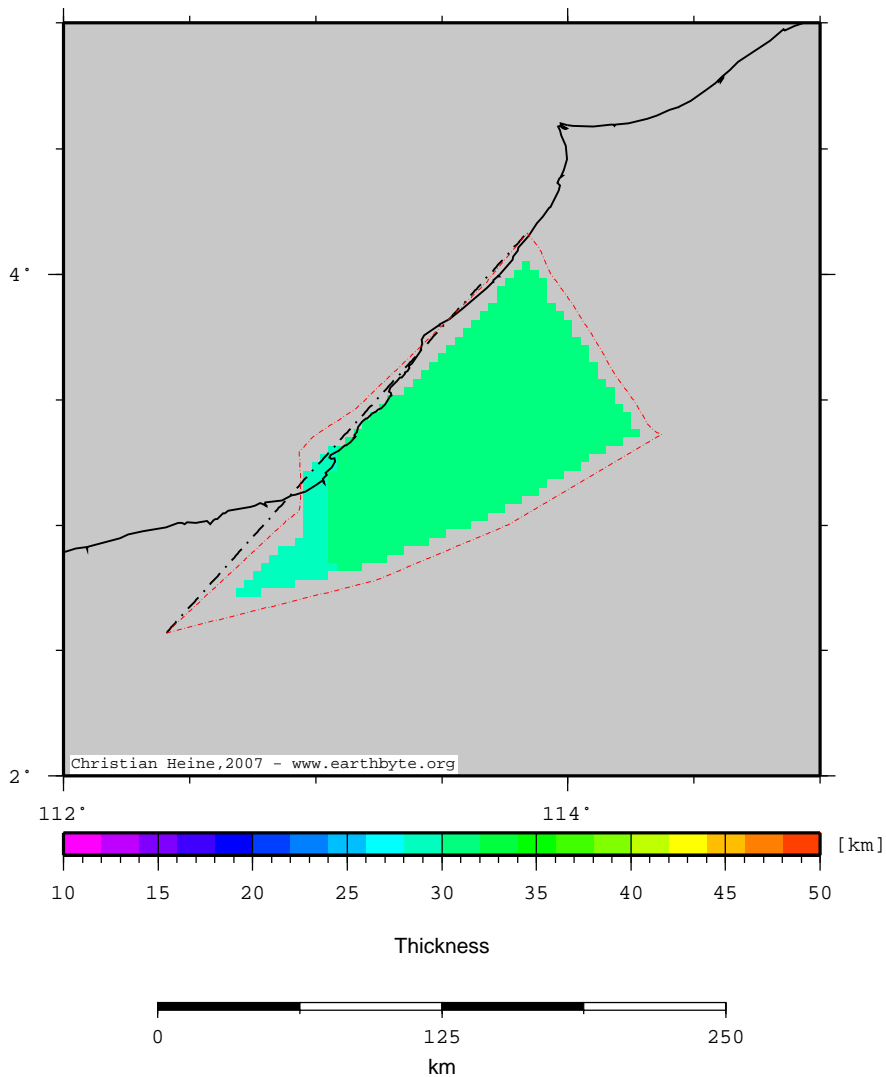 4°
Christian Heine,2007 - www.earthbyte.org
2°
112° 114°
[km]
10 15 20 25 30 35 40 45 50
Thickness
0 125 250
km